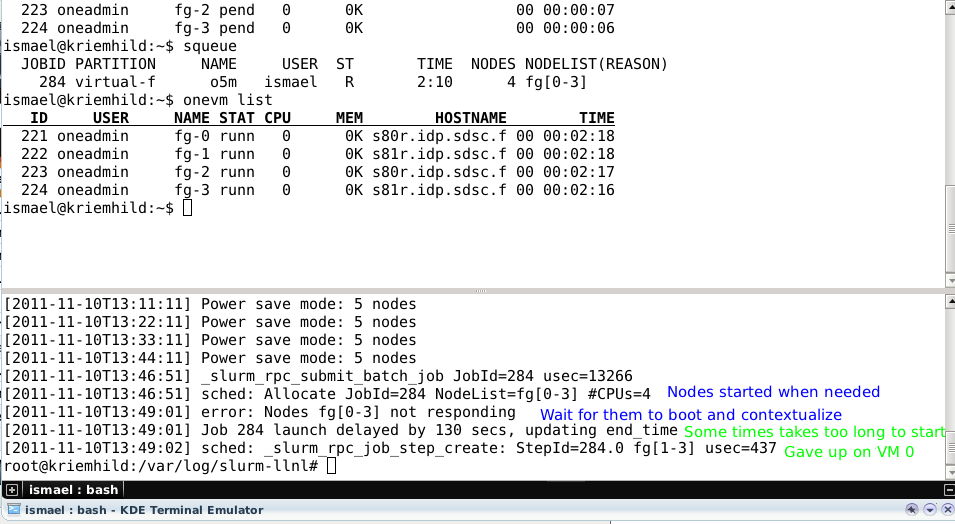 223 oneadmin fg-2 pend 0 0K 00 00:00:07
224 oneadmin fg-3 pend 0 0K 00 00:00:06
ismael@kriemhild:~$ squeue
JOBID PARTITION NAME USER ST TIME NODES NODELIST(REASON)
284 virtual-f o5m ismael R 2:10 4 fg[0-3]
ismael@kriemhild:~$ onevm list
ID USER NAME STAT CPU MEM HOSTNAME TIME
221 oneadmin fg-0 runn 0 0K s80r.idp.sdsc.f 00 00:02:18
222 oneadmin fg-1 runn 0 0K s81r.idp.sdsc.f 00 00:02:18
223 oneadmin fg-2 runn 0 0K s80r.idp.sdsc.f 00 00:02:17
224 oneadmin fg-3 runn 0 0K s81r.idp.sdsc.f 00 00:02:16
ismael@kriemhild:~$
[2011-11-10T13:11:11] Power save mode: 5 nodes
[2011-11-10T13:22:11] Power save mode: 5 nodes
[2011-11-10T13:33:11] Power save mode: 5 nodes
[2011-11-10T13:44:11] Power save mode: 5 nodes
[2011-11-10T13:46:51] _slurm_rpc_submit_batch_job JobId=284 usec=13266
[2011-11-10T13:46:51] sched: Allocate JobId=284 NodeList=fg[0-3] #CPUs=4 Nodes started when needed
[2011-11-10T13:49:01] error: Nodes fg[0-3] not responding Wait for them to boot and contextualize
[2011-11-10T13:49:01] Job 284 launch delayed by 130 secs, updating end_time Some times takes too long to start
[2011-11-10T13:49:02] sched: _slurm_rpc_job_step_create: StepId=284.0 fg[1-3] usec=437 Gave up on VM 0
root@kriemhild:/var/log/slurm-llnl#
ismael : bash
ismael : bash - KDE Terminal Emulator